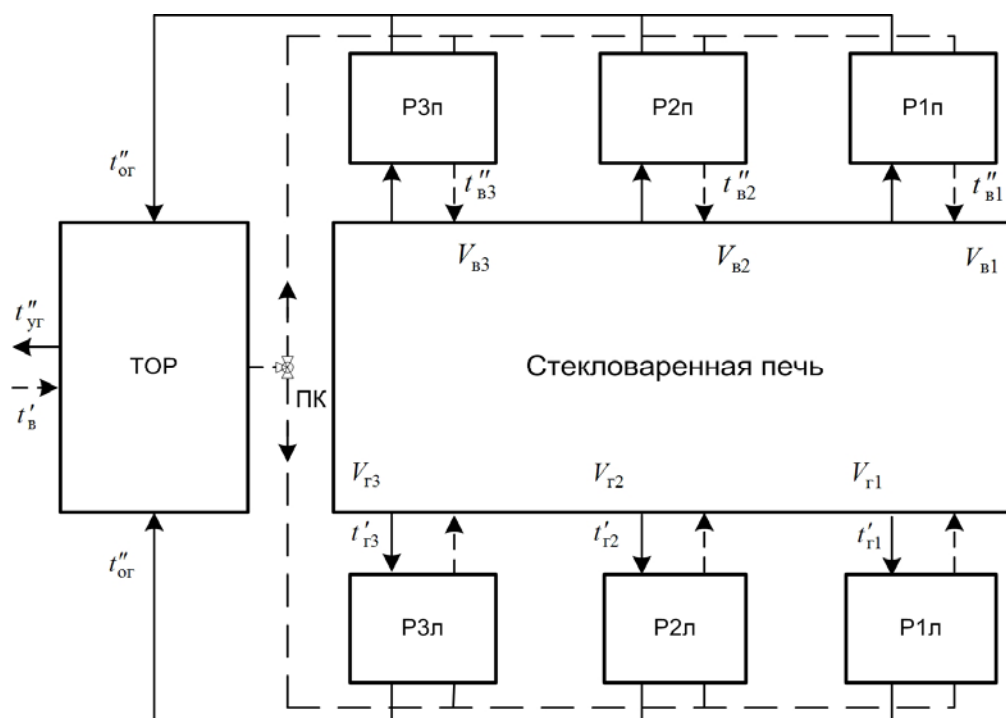 Р3п
Р2п
Р1п
t″ог
t″в3
t″в2
t″в1
Vв3
Vв2
Vв1
t″уг
ТОР
Стекловаренная печь
t′в
ПК
Vг3
Vг2
Vг1
t″ог
t′г3
t′г2
t′г1
Р3л
Р2л
Р1л